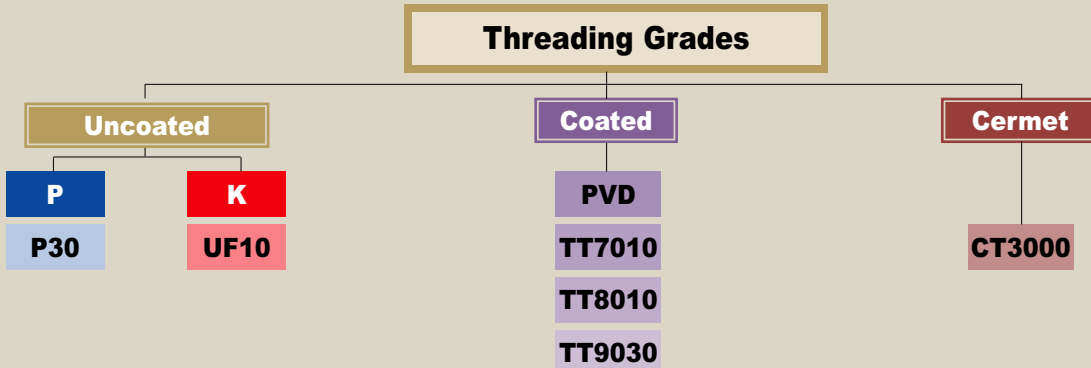 Threading Grades
Uncoated
Coated
Cermet
P
K
PVD
P30
UF10
TT7010
CT3000
TT8010
TT9030